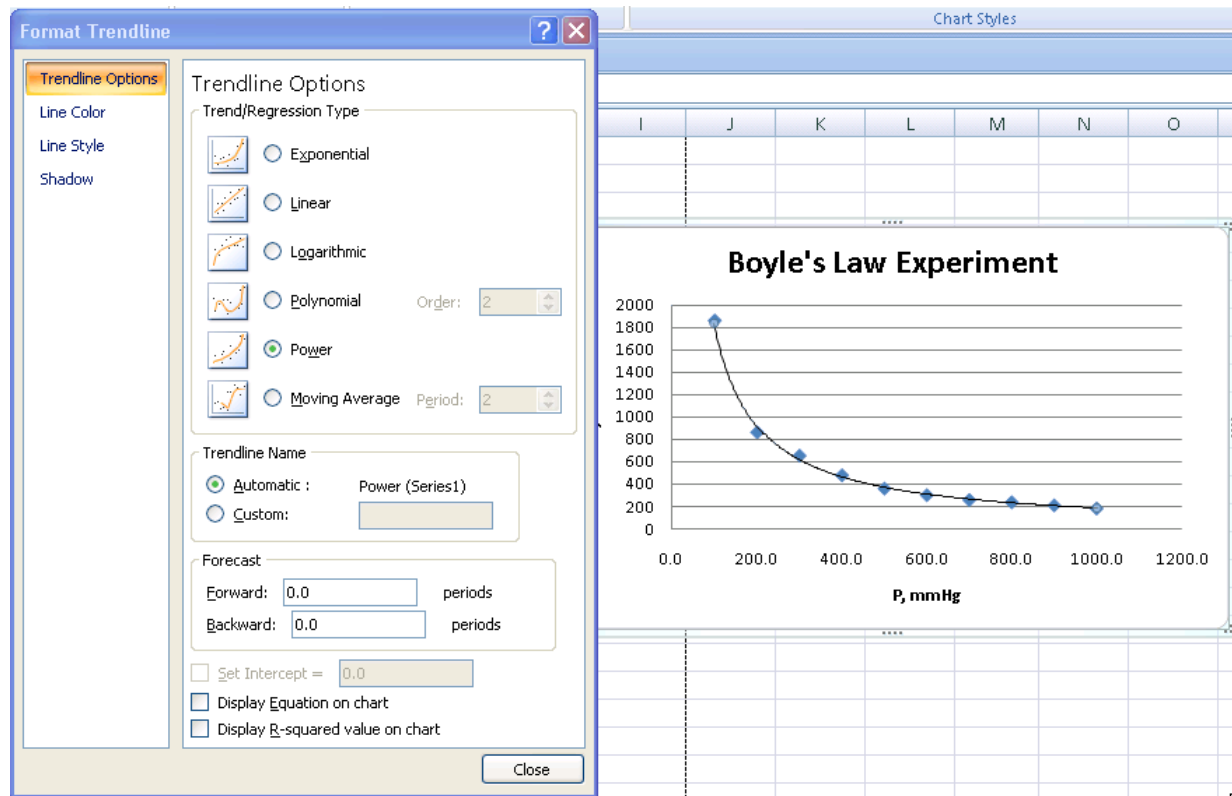 Format Trendline
Chart Styles
Trendline Options
Line Color
Line Style
Shadow
Trendline Options
Trend/Regression Type
Exponential
Linear
Logarithmic
Polynomial Order: 2
Power
Moving Average Period: 2
Trendline Name
Automatic : Power (Series1)
Custom:
Forecast
Forward: 0.0 periods
Backward: 0.0 periods
Set Intercept = 0.0
Display Equation on chart
Display R-squared value on chart
Close
I J K L M N O
Boyle's Law Experiment
2000
1800
1600
1400
1200
1000
800
600
400
200
0
0.0 200.0 400.0 600.0 800.0 1000.0 1200.0
P, mmHg